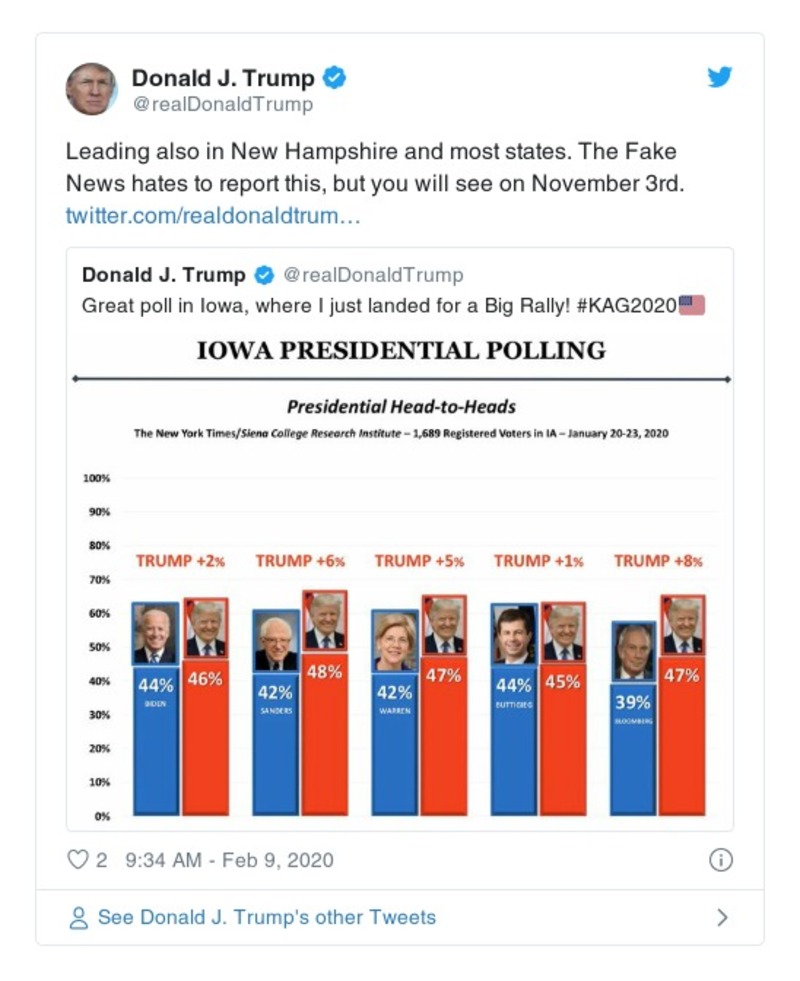 Donald J. Trump
@realDonaldTrump
Leading also in New Hampshire and most states. The Fake
News hates to report this, but you will see on November 3rd.
twitter.com/realdonaldtrum…
Donald J. Trump @realDonaldTrump
Great poll in Iowa, where I just landed for a Big Rally! #KAG2020🇺🇸
IOWA PRESIDENTIAL POLLING
Presidential Head-to-Heads
The New York Times/Siena College Research Institute – 1,689 Registered Voters in IA – January 20-23, 2020
100%
90%
80%
70%
60%
50%
40%
30%
20%
10%
0%
TRUMP +2% TRUMP +6% TRUMP +5% TRUMP +1% TRUMP +8%
44% 46% 42% 48% 42% 47% 44% 45% 39% 47%
BIDEN SANDERS WARREN BUTTIGIEG BLOOMBERG
2 9:34 AM - Feb 9, 2020
See Donald J. Trump's other Tweets